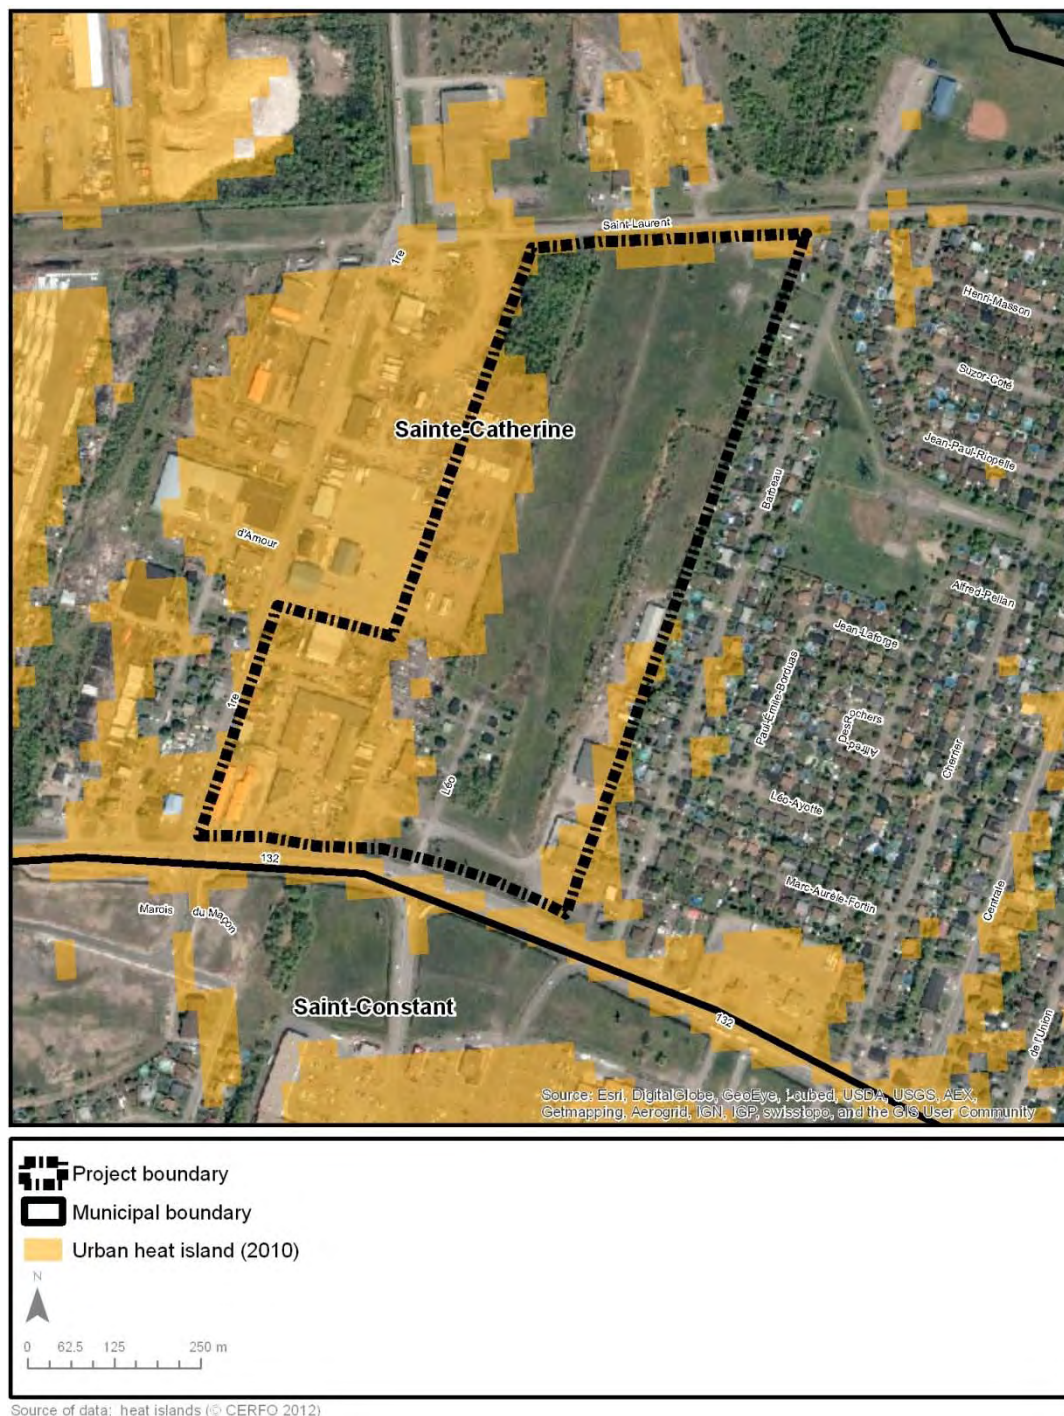 Saint-Laurent
1re
Henri-Masson
Suzor-Coté
Sainte-Catherine
Jean-Paul-Riopelle
Barbeau
d'Amour
Alfred-Pellan
Jean-Laforge
1re
Paul-Émile-Borduas
DesRochers
Alfred-
Cherrier
Léo
Léo-Ayotte
132
Marc-Aurèle-Fortin
Centrale
Marois
du Maçon
Saint-Constant
132
de l'Union
Source: Esri, DigitalGlobe, GeoEye, i-cubed, USDA, USGS, AEX,
Getmapping, Aerogrid, IGN, IGP, swisstopo, and the GIS User Community
Project boundary
Municipal boundary
Urban heat island (2010)
N
0 62.5 125 250 m
Source of data: heat islands (© CERFO 2012)